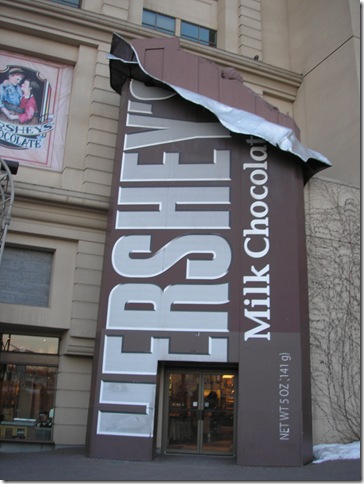 HERSHEY'S
CHOCOLATE
HERSHEY'S
Milk Chocolate
NET WT 5 OZ (141 g)